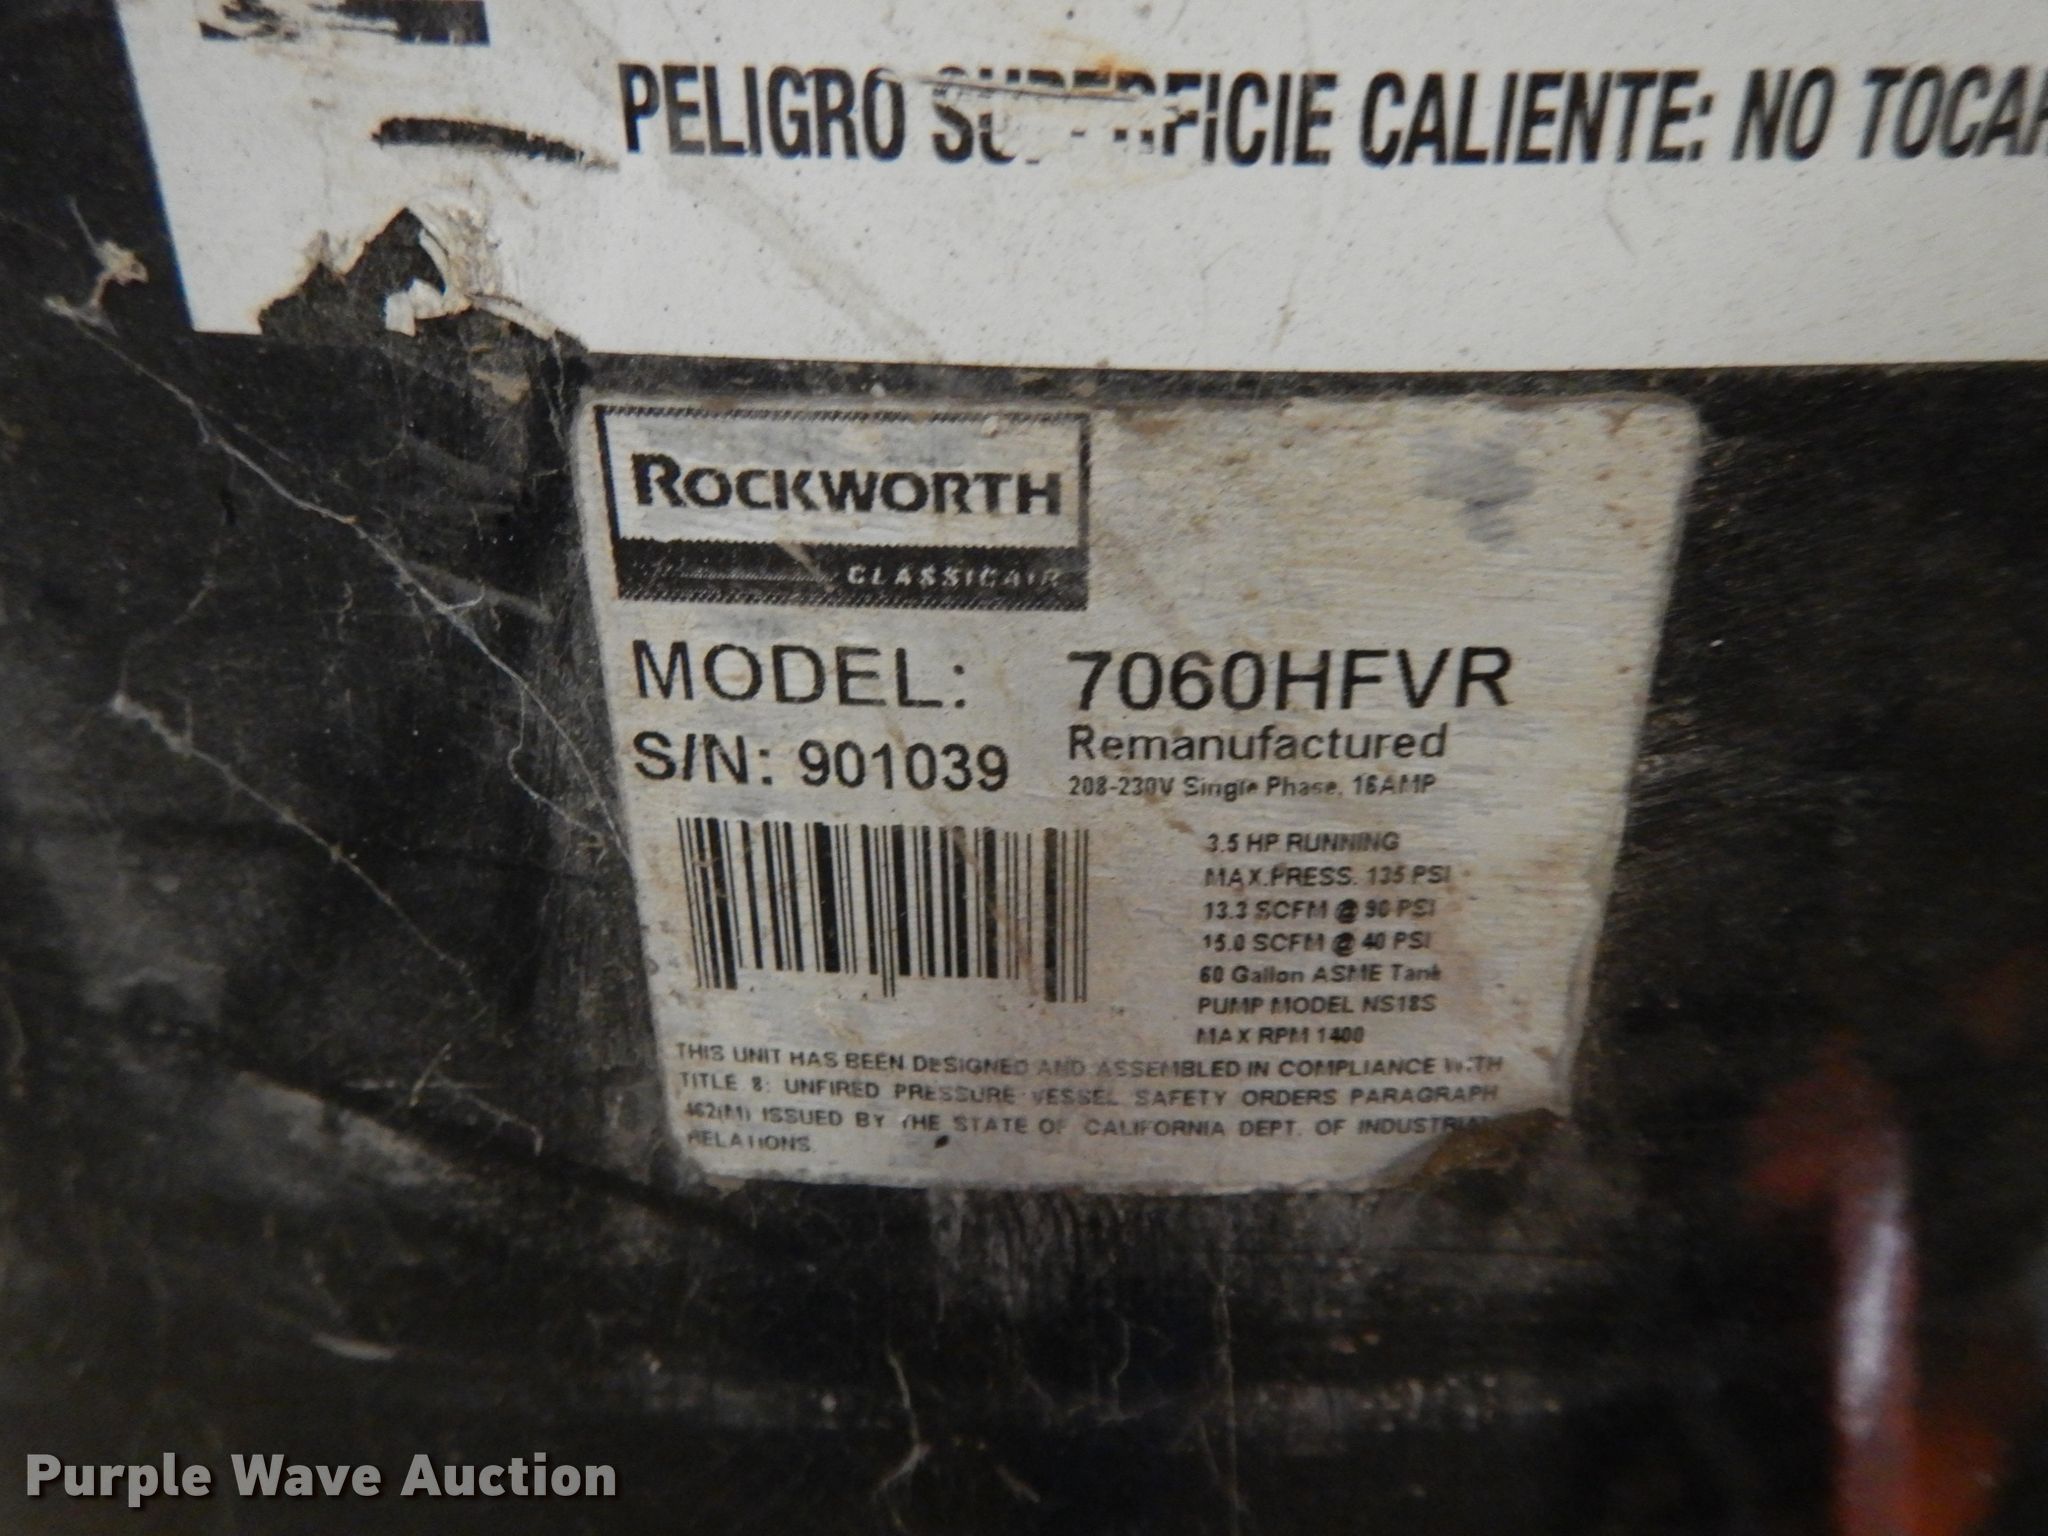 PELIGRO SUPERFICIE CALIENTE: NO TOCAR
ROCKWORTH
CLASSICAIR
MODEL: 7060HFVR
S/N: 901039
Remanufactured
208-230V Single Phase, 16AMP
3.5 HP RUNNING
MAX.PRESS. 135 PSI
13.3 SCFM @ 90 PSI
15.0 SCFM @ 40 PSI
60 Gallon ASME Tank
PUMP MODEL NS18S
MAX RPM 1400
THIS UNIT HAS BEEN DESIGNED AND ASSEMBLED IN COMPLIANCE WITH
TITLE 8: UNFIRED PRESSURE VESSEL SAFETY ORDERS PARAGRAPH
462(M) ISSUED BY THE STATE OF CALIFORNIA DEPT. OF INDUSTRIAL
RELATIONS.
Purple Wave Auction